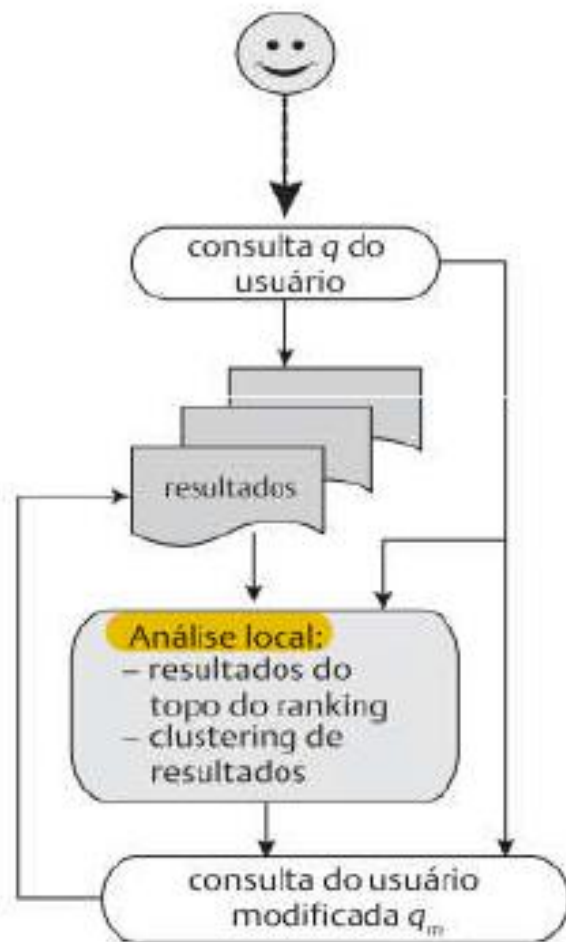 consulta q do
usuário
resultados
Análise local:
– resultados do
topo do ranking
– clustering de
resultados
consulta do usuário
modificada qm